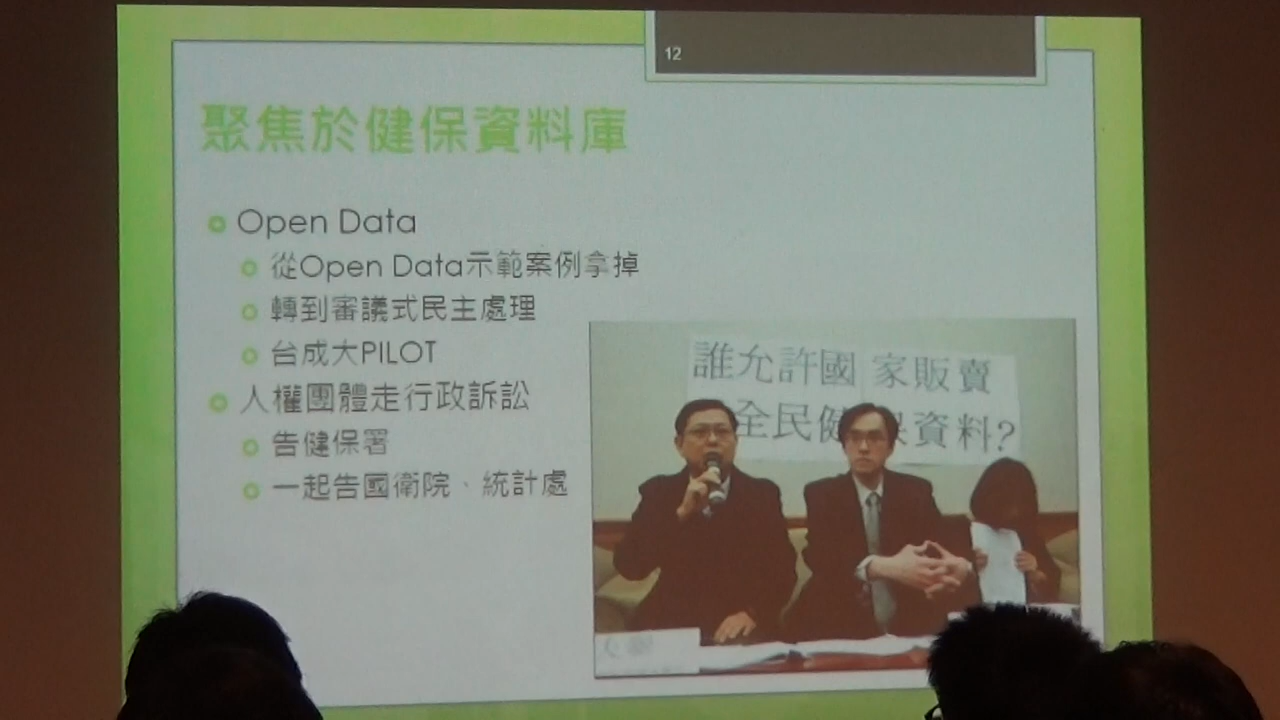 12
聚焦於健保資料庫
Open Data
從Open Data示範案例拿掉
轉到審議式民主處理
台成大PILOT
人權團體走行政訴訟
告健保署
一起告國衛院、統計處
誰允許國家販賣
全民健保資料?